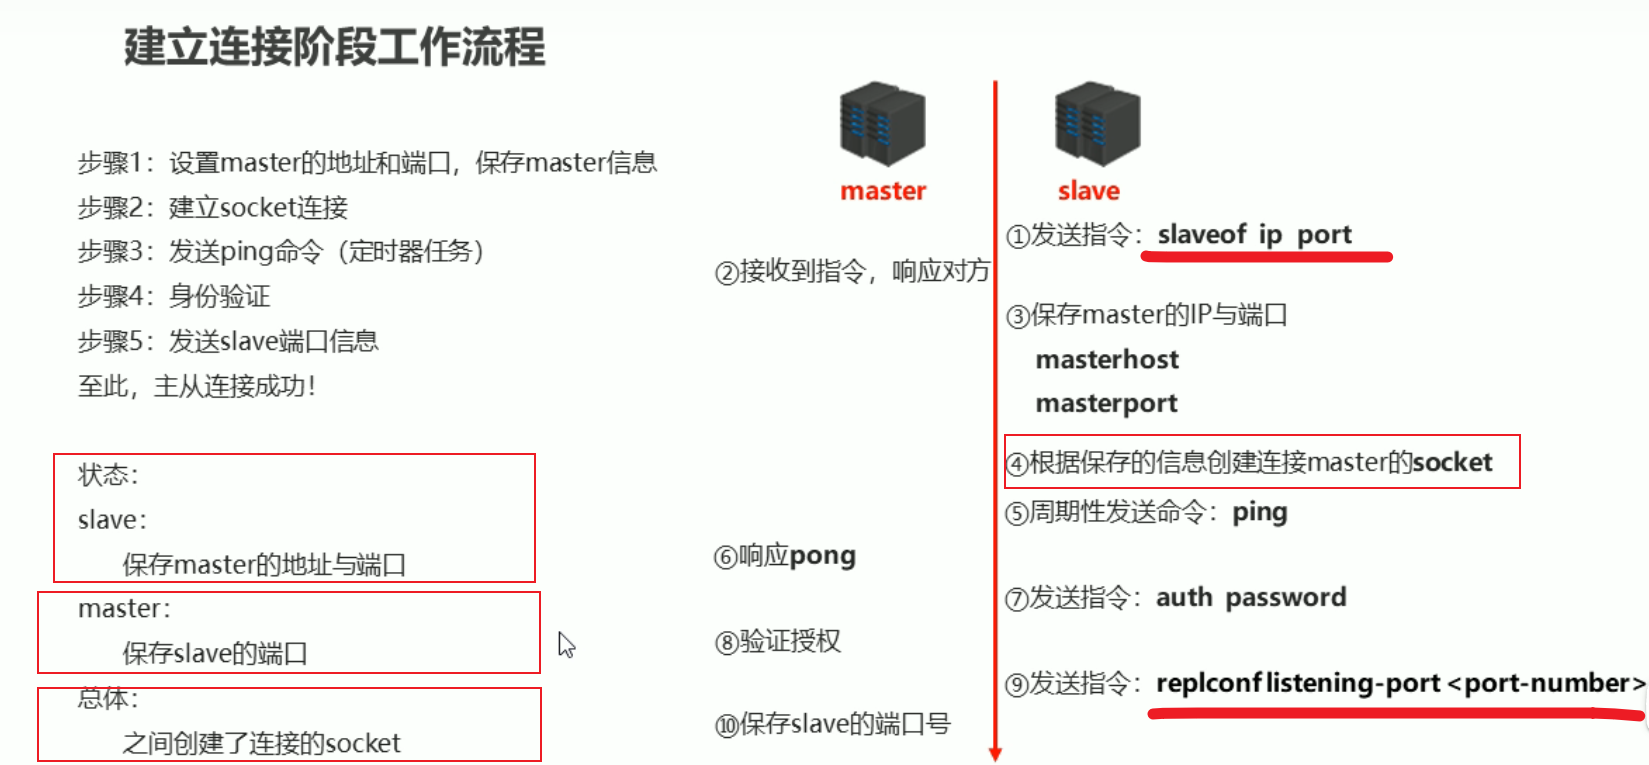 建立连接阶段工作流程
步骤1：设置master的地址和端口，保存master信息
步骤2：建立socket连接
步骤3：发送ping命令（定时器任务）
步骤4：身份验证
步骤5：发送slave端口信息
至此，主从连接成功！
状态：
slave：
保存master的地址与端口
master：
保存slave的端口
总体：
之间创建了连接的socket
master
slave
①发送指令：slaveof ip port
②接收到指令，响应对方
③保存master的IP与端口
masterhost
masterport
④根据保存的信息创建连接master的socket
⑤周期性发送命令：ping
⑥响应pong
⑦发送指令：auth password
⑧验证授权
⑨发送指令：replconf listening-port <port-number>
⑩保存slave的端口号